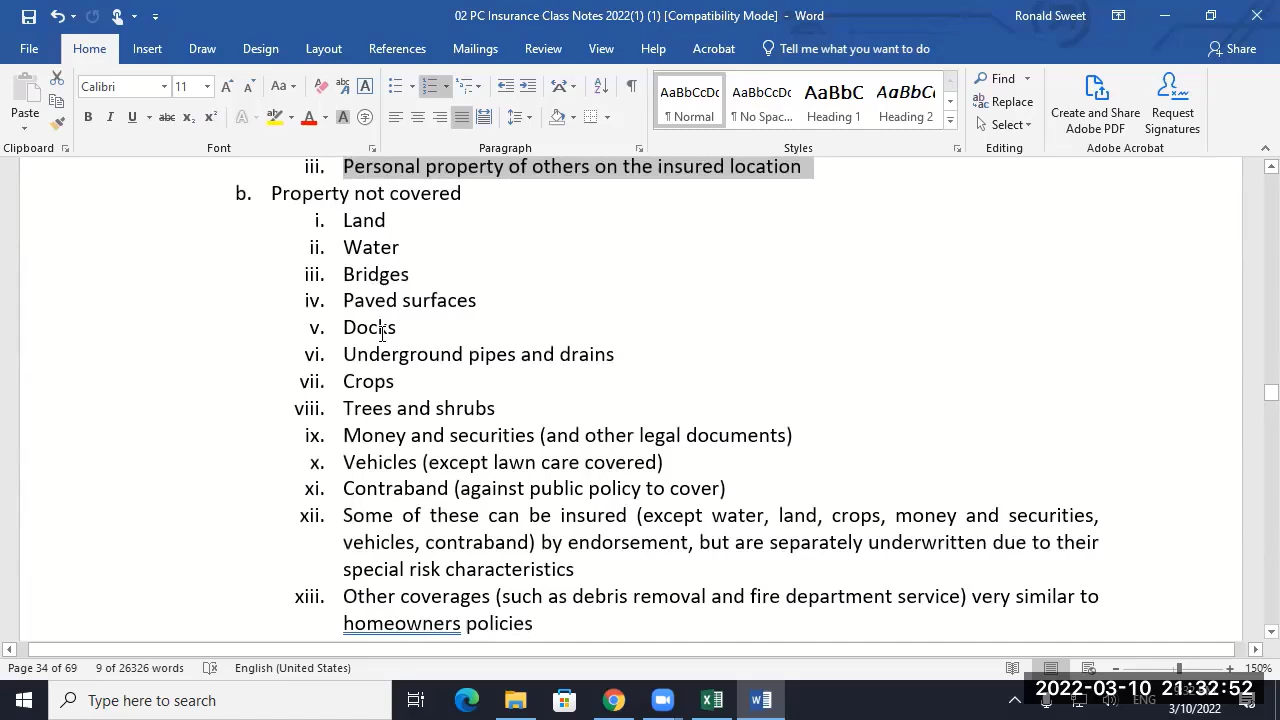 02 PC Insurance Class Notes 2022(1) (1) [Compatibility Mode] - Word
Ronald Sweet
File Home Insert Draw Design Layout References Mailings Review View Help Acrobat Tell me what you want to do Share
Paste
Calibri 11
B I U abc
Clipboard Font Paragraph Styles Editing Adobe Acrobat
AaBbCcDc ¶ Normal
AaBbCcDc ¶ No Spac...
AaBbC Heading 1
AaBbC Heading 2
Find
Replace
Select
Create and Share Adobe PDF
Request Signatures
iii. Personal property of others on the insured location
b. Property not covered
i. Land
ii. Water
iii. Bridges
iv. Paved surfaces
v. Docks
vi. Underground pipes and drains
vii. Crops
viii. Trees and shrubs
ix. Money and securities (and other legal documents)
x. Vehicles (except lawn care covered)
xi. Contraband (against public policy to cover)
xii. Some of these can be insured (except water, land, crops, money and securities,
vehicles, contraband) by endorsement, but are separately underwritten due to their
special risk characteristics
xiii. Other coverages (such as debris removal and fire department service) very similar to
homeowners policies
Page 34 of 69 9 of 26326 words English (United States) 150%
Type here to search
2022-03-10 21:32:52
ENG
3/10/2022